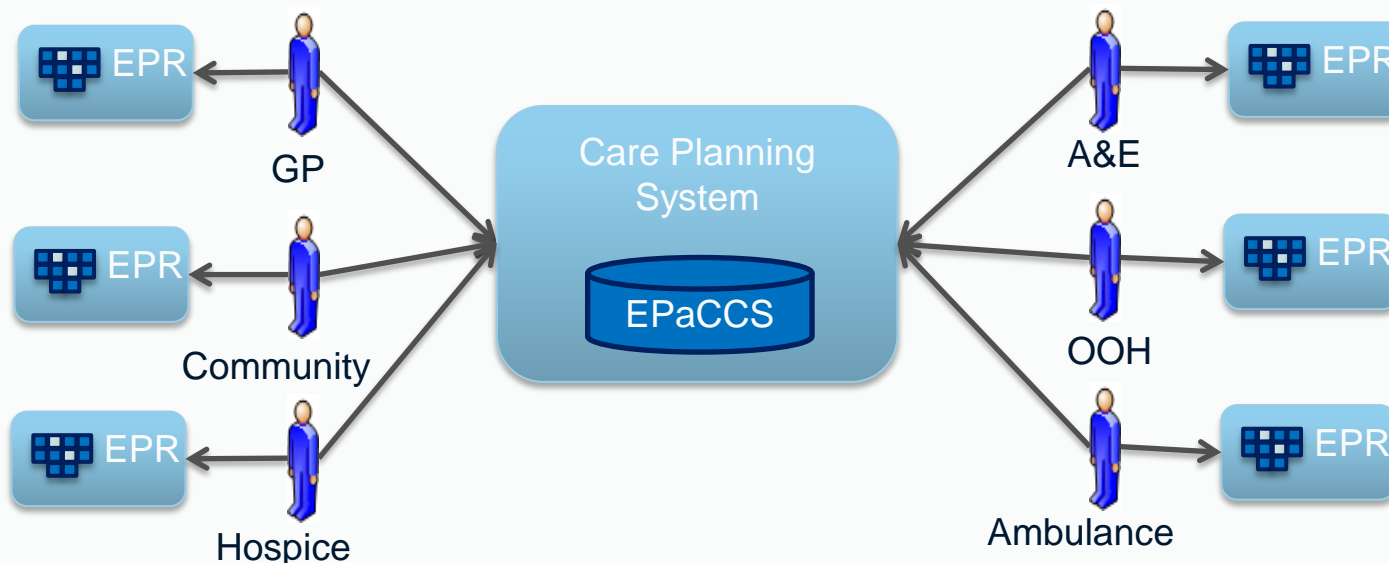 EPR
GP
EPR
Community
EPR
Hospice
Care Planning
System
EPaCCS
A&E
EPR
OOH
EPR
Ambulance
EPR